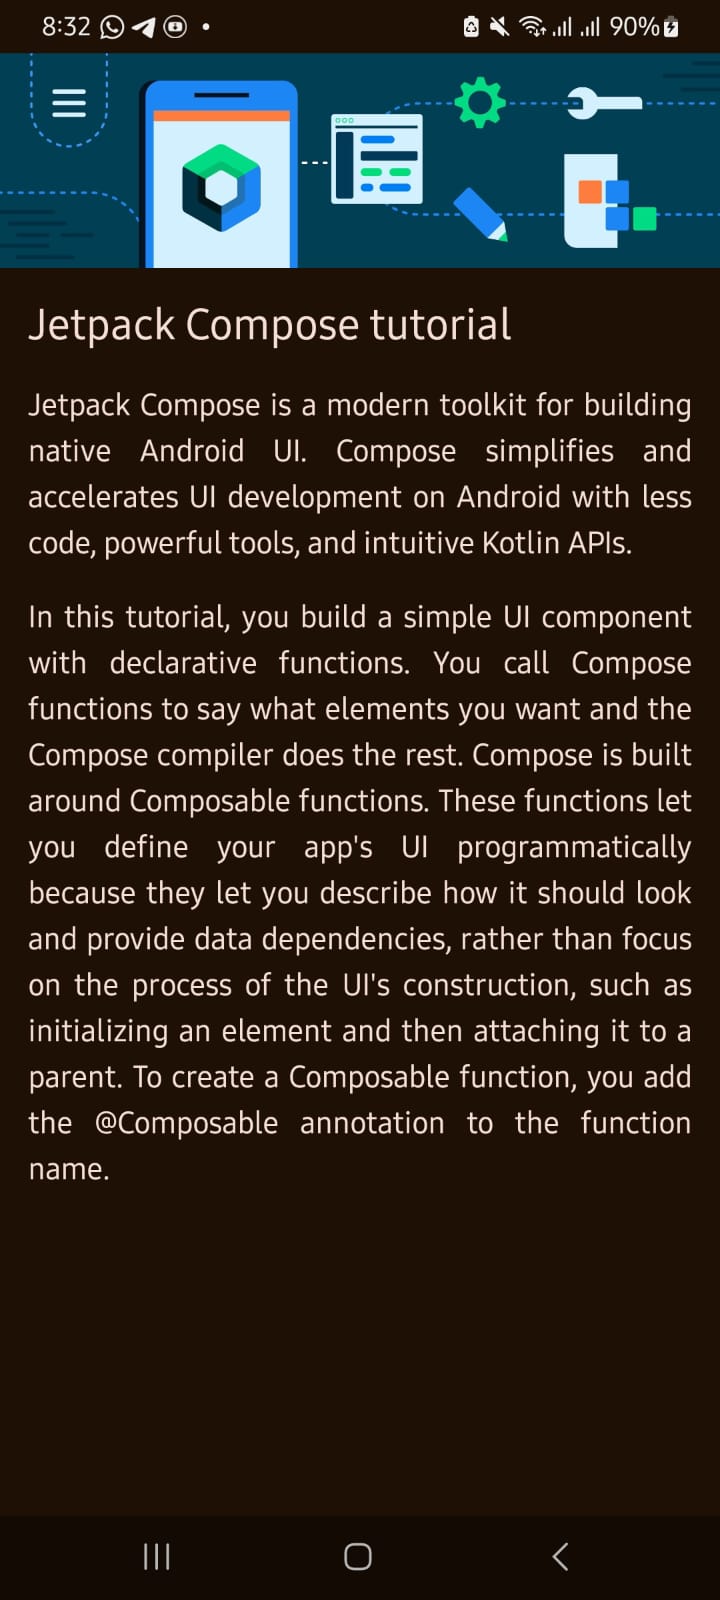 8:32
90%
Jetpack Compose tutorial
Jetpack Compose is a modern toolkit for building
native Android UI. Compose simplifies and
accelerates UI development on Android with less
code, powerful tools, and intuitive Kotlin APIs.
In this tutorial, you build a simple UI component
with declarative functions. You call Compose
functions to say what elements you want and the
Compose compiler does the rest. Compose is built
around Composable functions. These functions let
you define your app's UI programmatically
because they let you describe how it should look
and provide data dependencies, rather than focus
on the process of the UI's construction, such as
initializing an element and then attaching it to a
parent. To create a Composable function, you add
the @Composable annotation to the function
name.